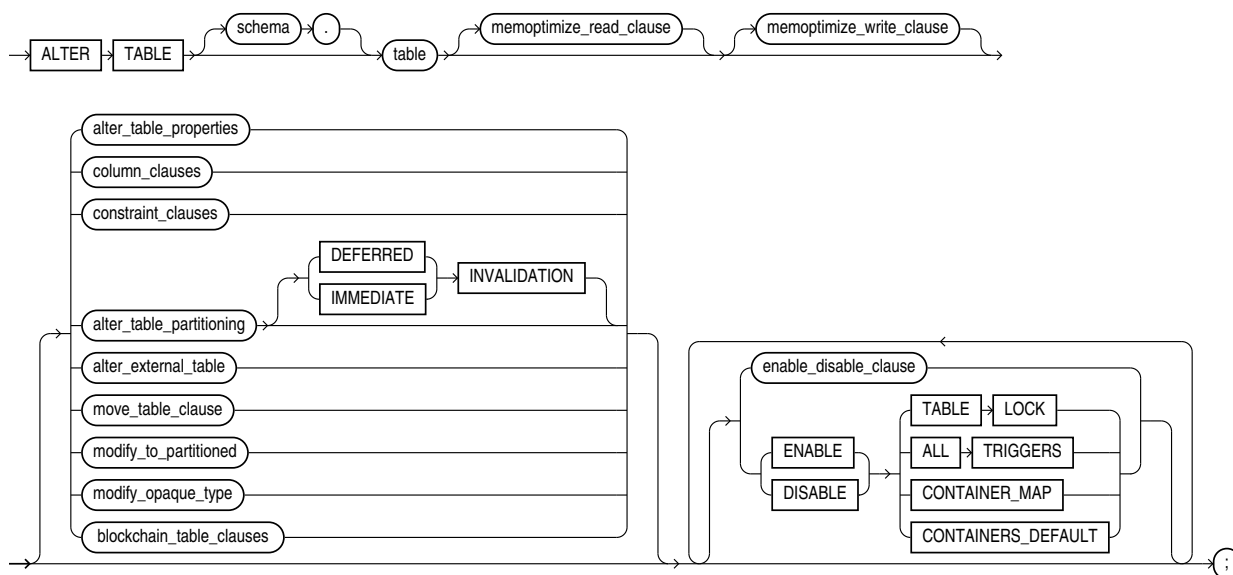 schema . memoptimize_read_clause memoptimize_write_clause
ALTER TABLE table
alter_table_properties
column_clauses
constraint_clauses
DEFERRED
INVALIDATION
IMMEDIATE
alter_table_partitioning
alter_external_table enable_disable_clause
move_table_clause TABLE LOCK
modify_to_partitioned ENABLE ALL TRIGGERS
modify_opaque_type DISABLE CONTAINER_MAP
blockchain_table_clauses CONTAINERS_DEFAULT
;